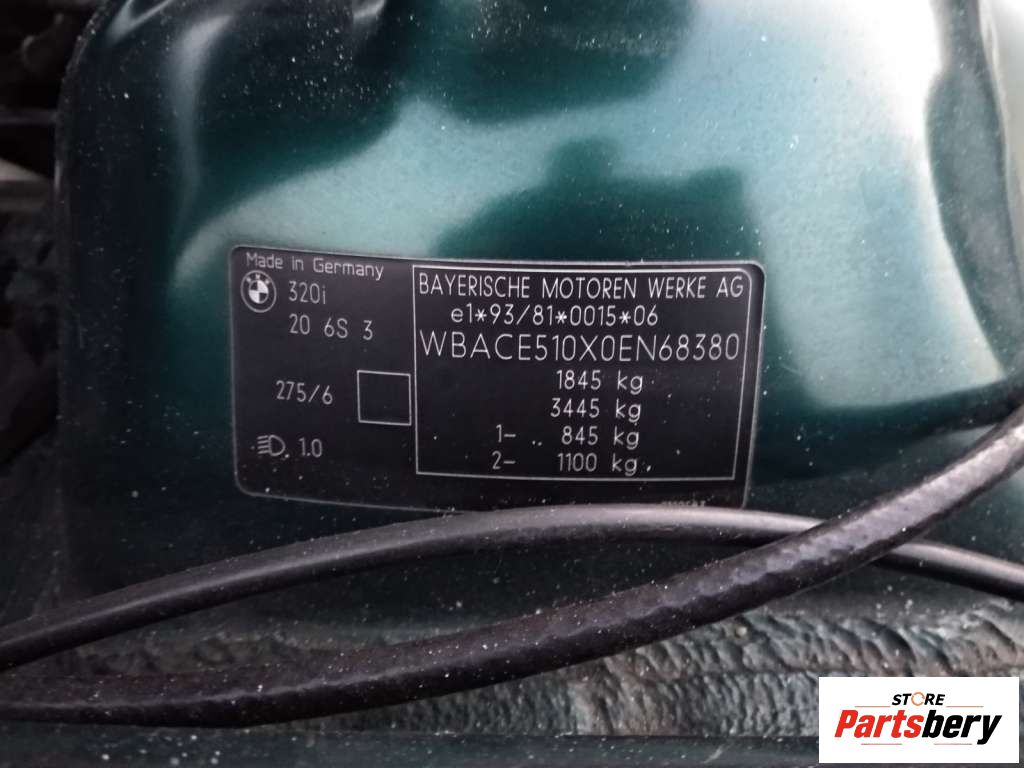 Made in Germany
320i
20 6S 3
275/6
1.0
BAYERISCHE MOTOREN WERKE AG
e1*93/81*0015*06
WBACE510X0EN68380
1845 kg
3445 kg
1- 845 kg
2- 1100 kg
STORE
Partsbery